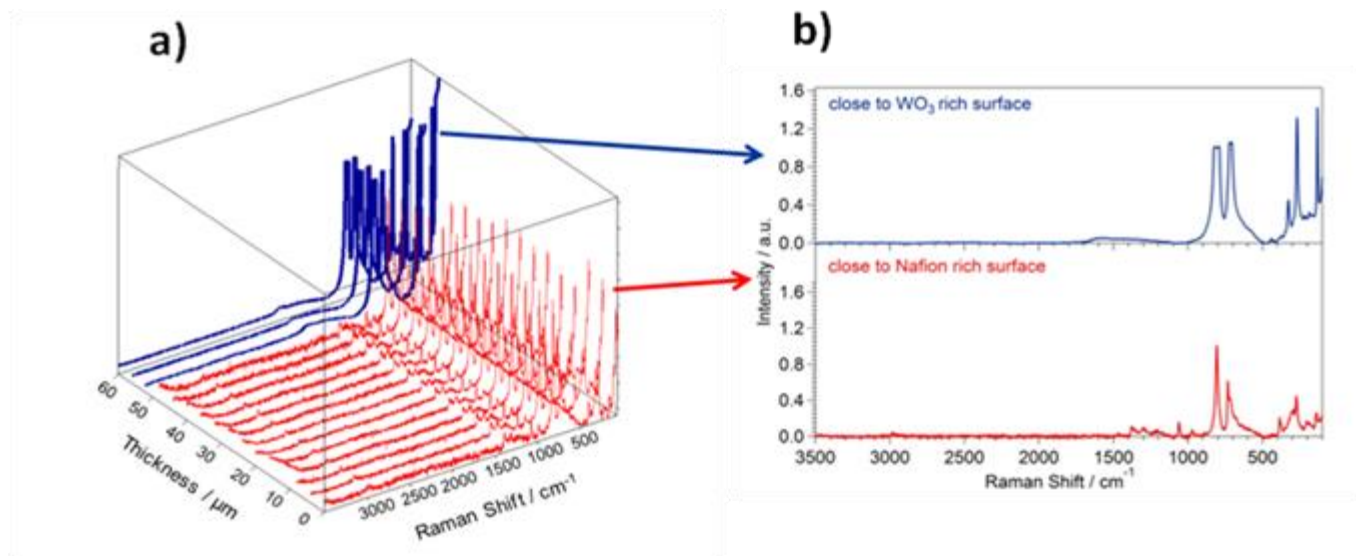 a)
60
50
40
30
20
10
0
Thickness / μm
3000
2500
2000
1500
1000
500
Raman Shift / cm-1
b)
close to WO3 rich surface
1.6
1.2
0.8
0.4
0.0
close to Nafion rich surface
1.6
1.2
0.8
0.4
0.0
Intensity / a.u.
3500 3000 2500 2000 1500 1000 500
Raman Shift / cm-1